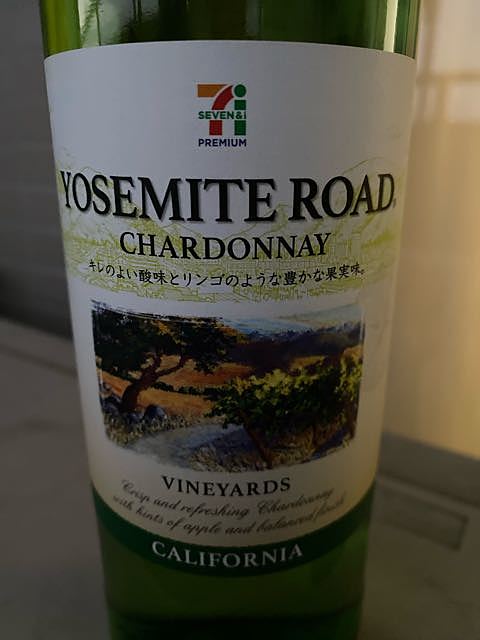 SEVEN&i
PREMIUM
YOSEMITE ROAD®
CHARDONNAY
キレのよい酸味とリンゴのような豊かな果実味。
VINEYARDS
Crisp and refreshing Chardonnay
with hints of apple and balanced finish
CALIFORNIA